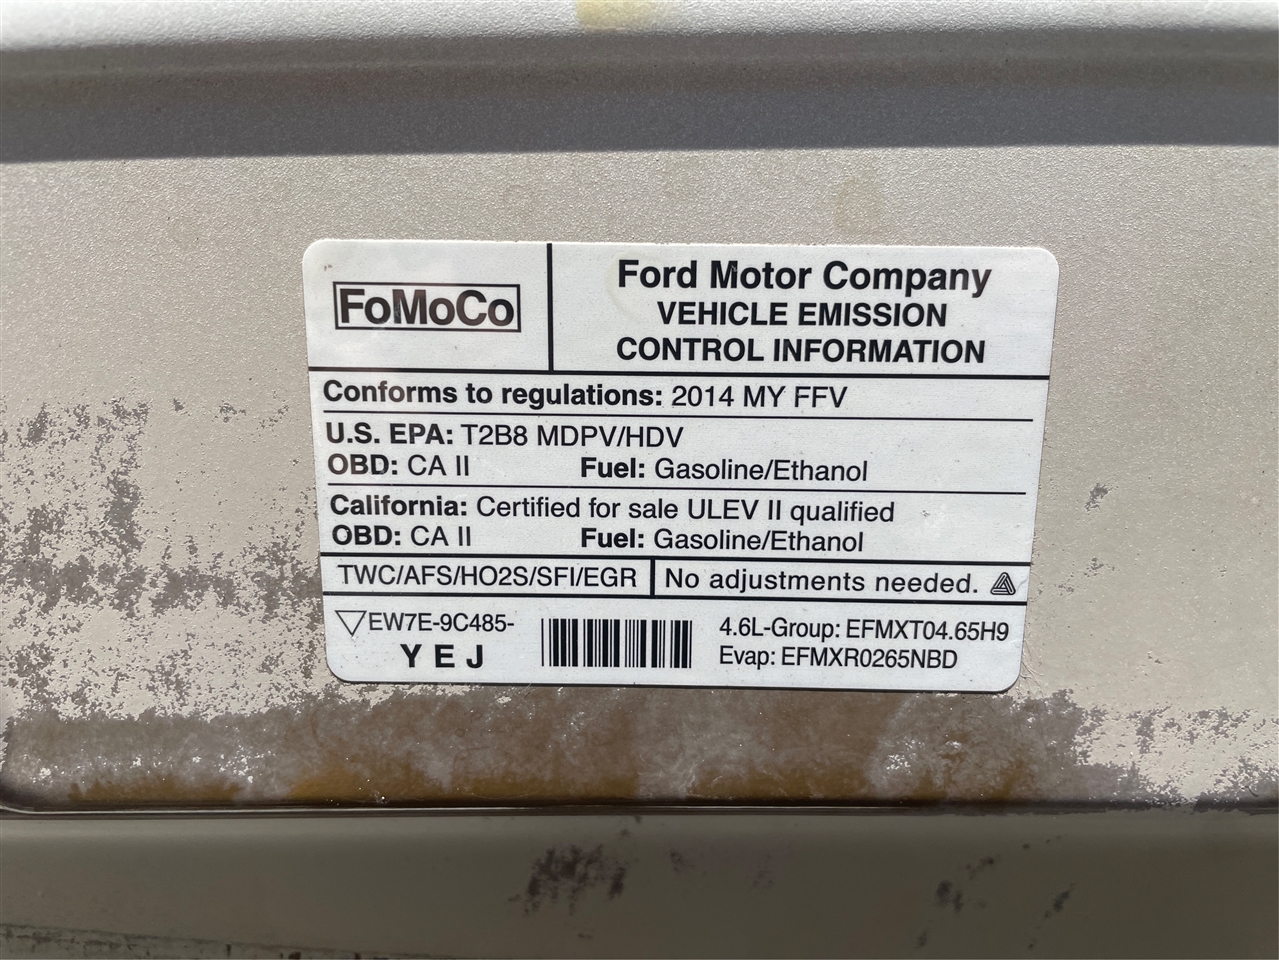 FoMoCo
Ford Motor Company
VEHICLE EMISSION
CONTROL INFORMATION
Conforms to regulations: 2014 MY FFV
U.S. EPA: T2B8 MDPV/HDV
OBD: CA II Fuel: Gasoline/Ethanol
California: Certified for sale ULEV II qualified
OBD: CA II Fuel: Gasoline/Ethanol
TWC/AFS/HO2S/SFI/EGR No adjustments needed.
EW7E-9C485-
YEJ
4.6L-Group: EFMXT04.65H9
Evap: EFMXR0265NBD